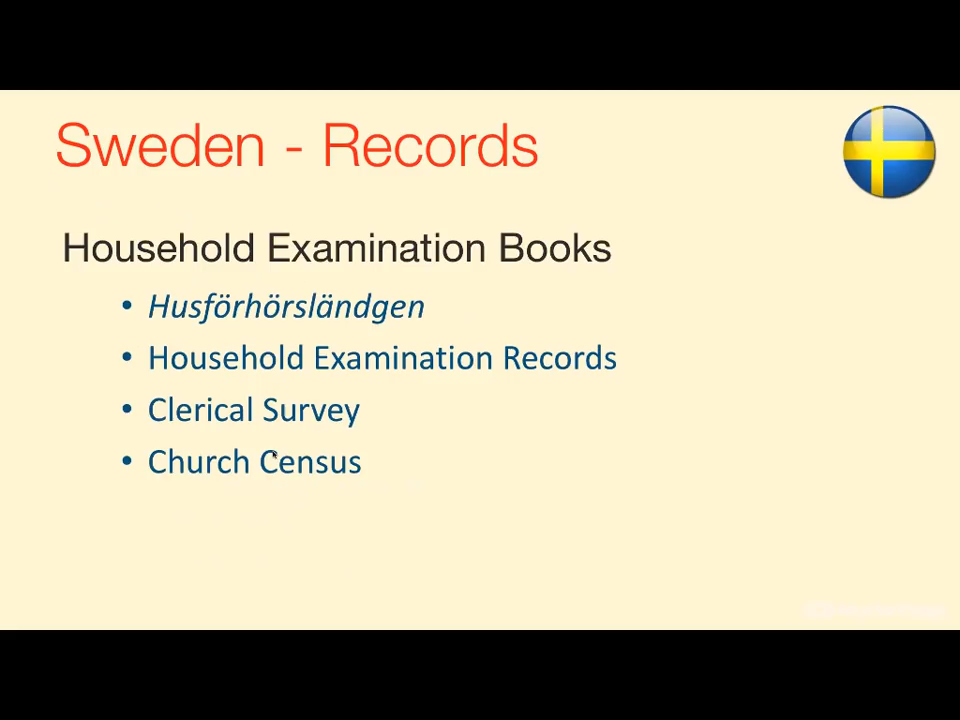 Sweden - Records
Household Examination Books
• Husförhörsländgen
• Household Examination Records
• Clerical Survey
• Church Census